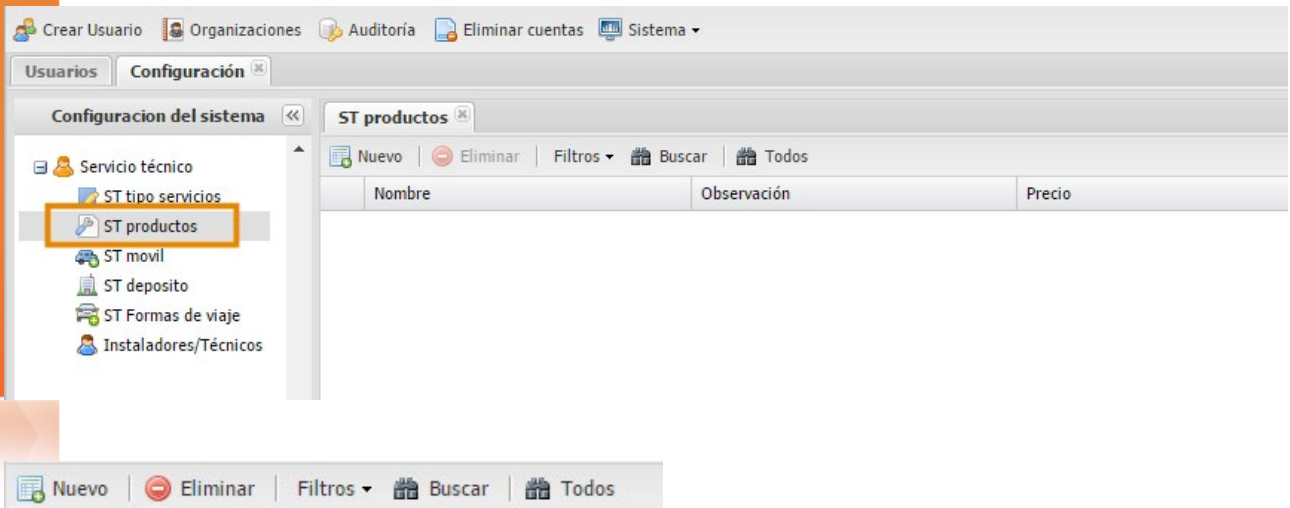 Crear Usuario Organizaciones Auditoría Eliminar cuentas Sistema
Usuarios Configuración
Configuracion del sistema
Servicio técnico
ST tipo servicios
ST productos
ST movil
ST deposito
ST Formas de viaje
Instaladores/Técnicos
ST productos
Nuevo Eliminar Filtros Buscar Todos
Nombre Observación Precio
Nuevo Eliminar Filtros Buscar Todos